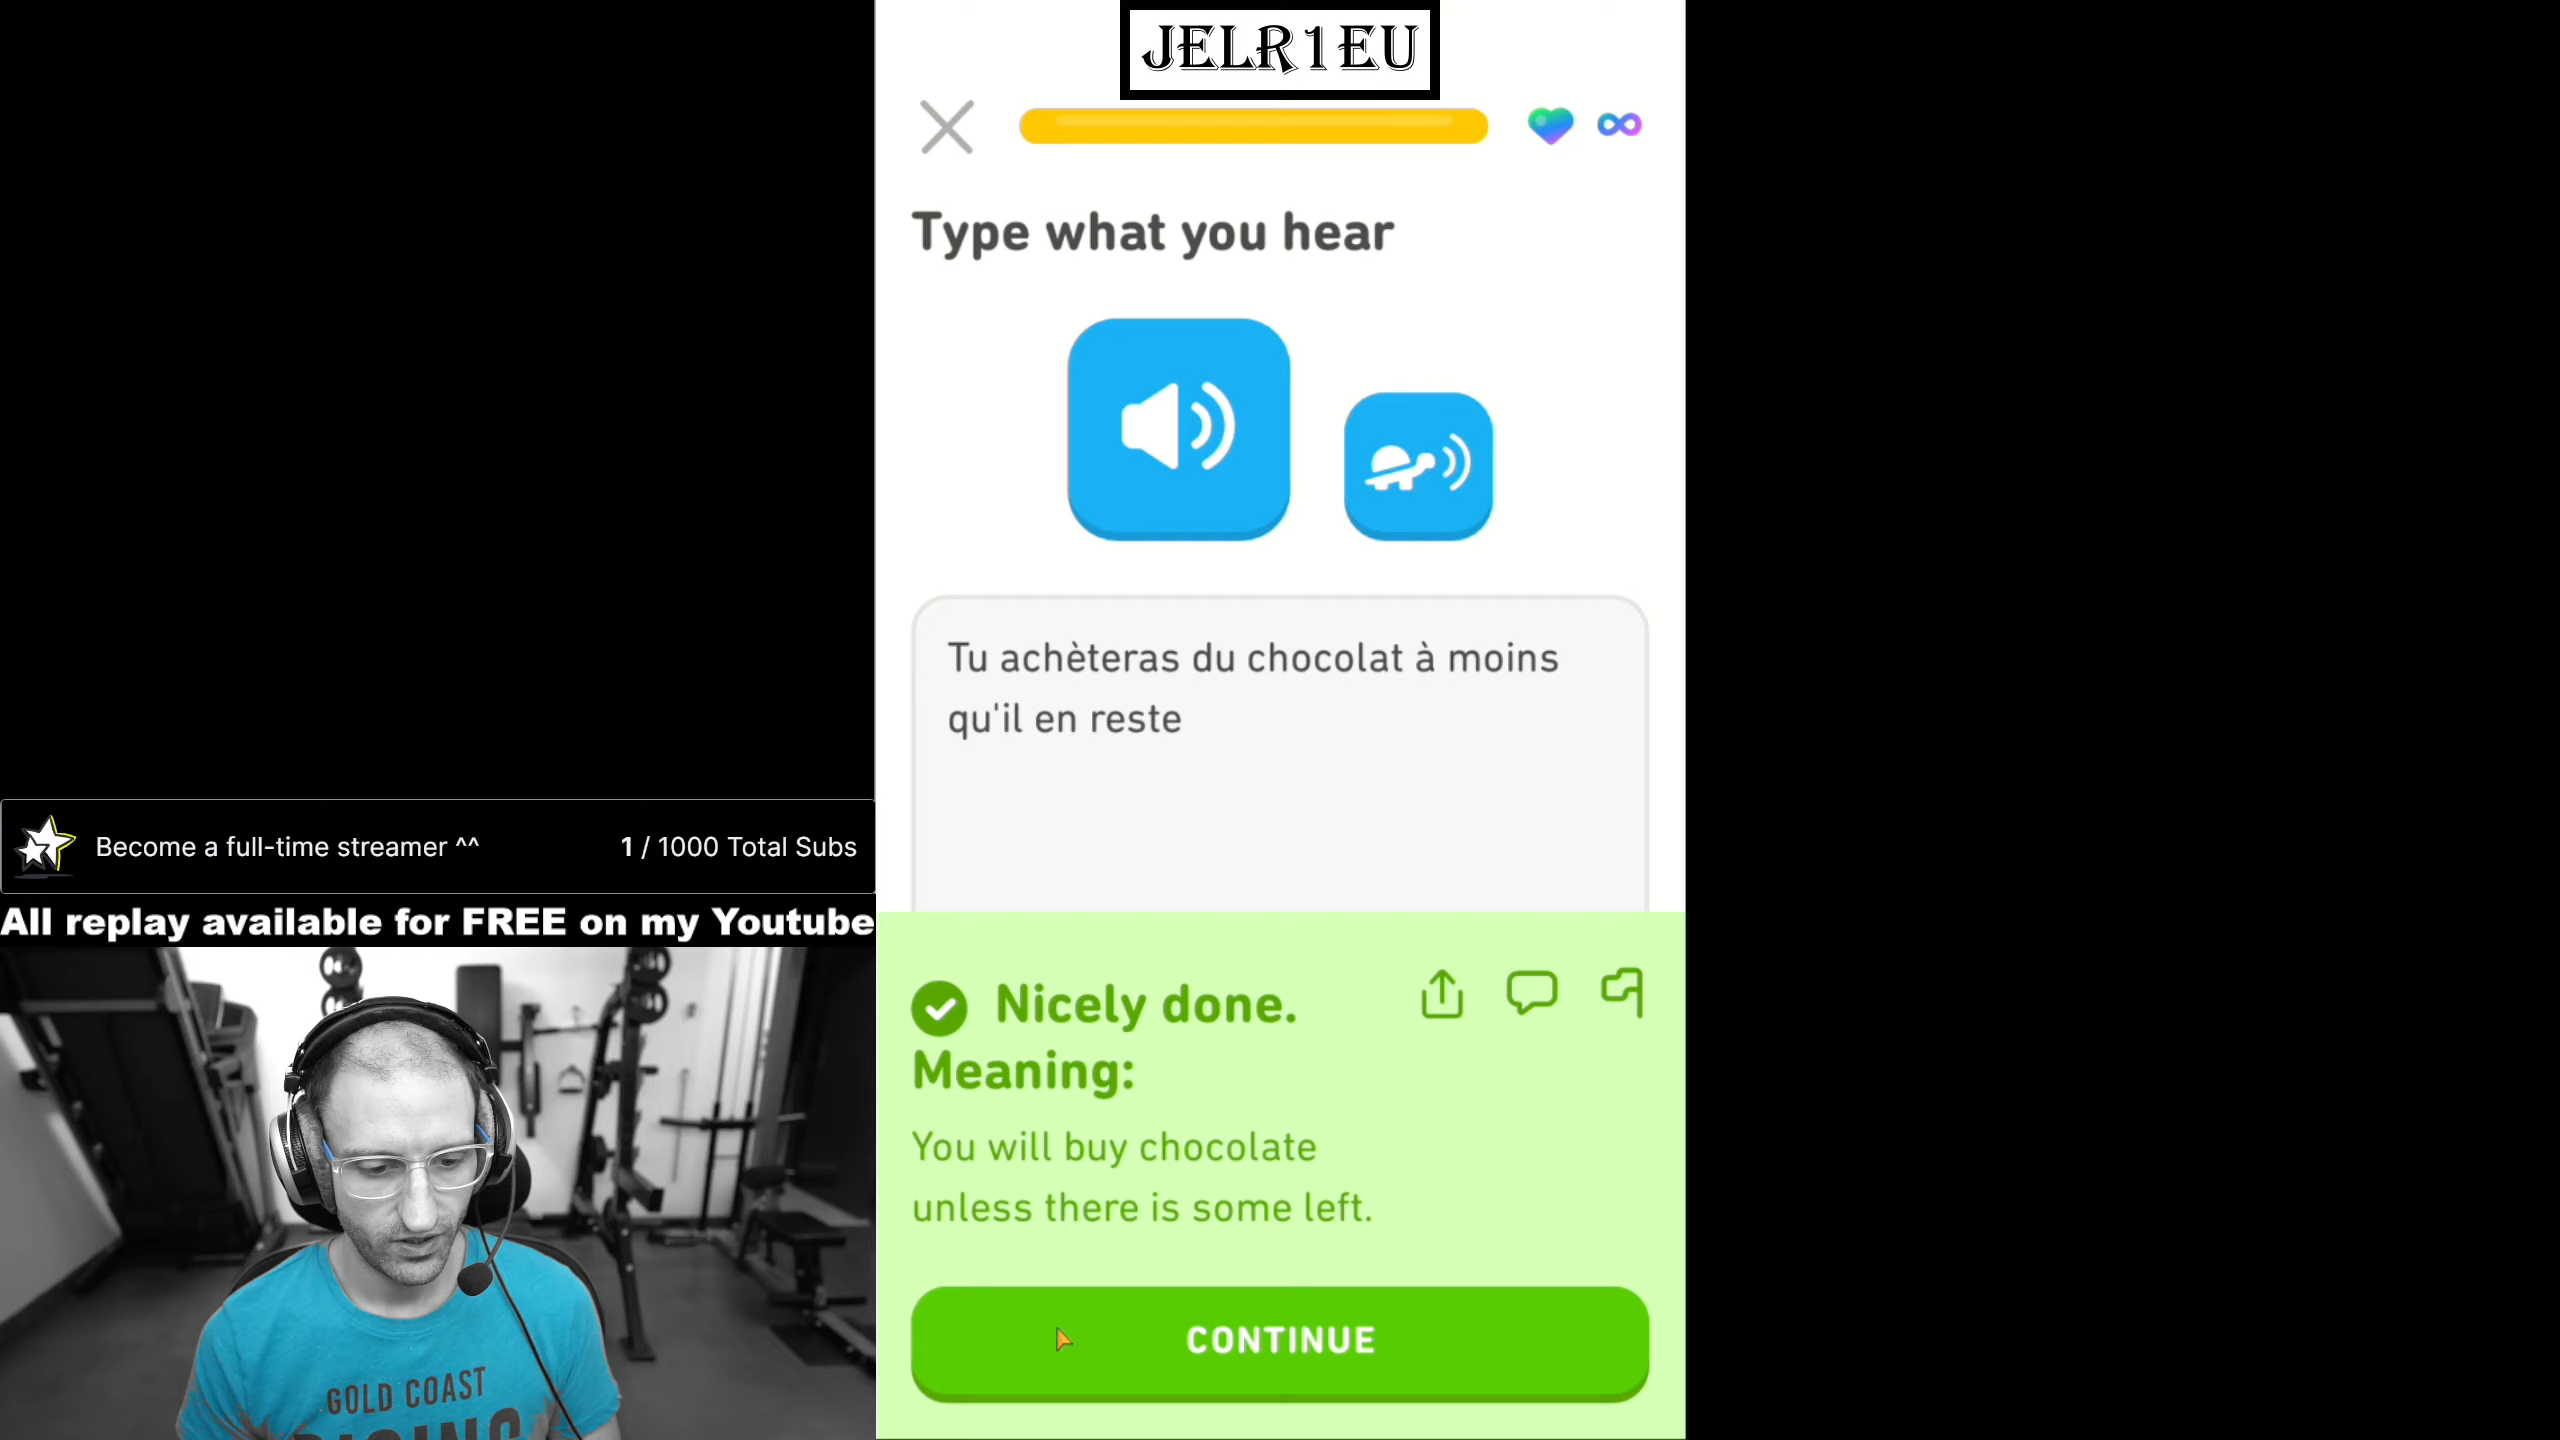 JELR1EU
Type what you hear
Tu achèteras du chocolat à moins
qu'il en reste
Become a full-time streamer ^^ 1 / 1000 Total Subs
All replay available for FREE on my Youtube
Nicely done.
Meaning:
You will buy chocolate
unless there is some left.
CONTINUE
GOLD COAST